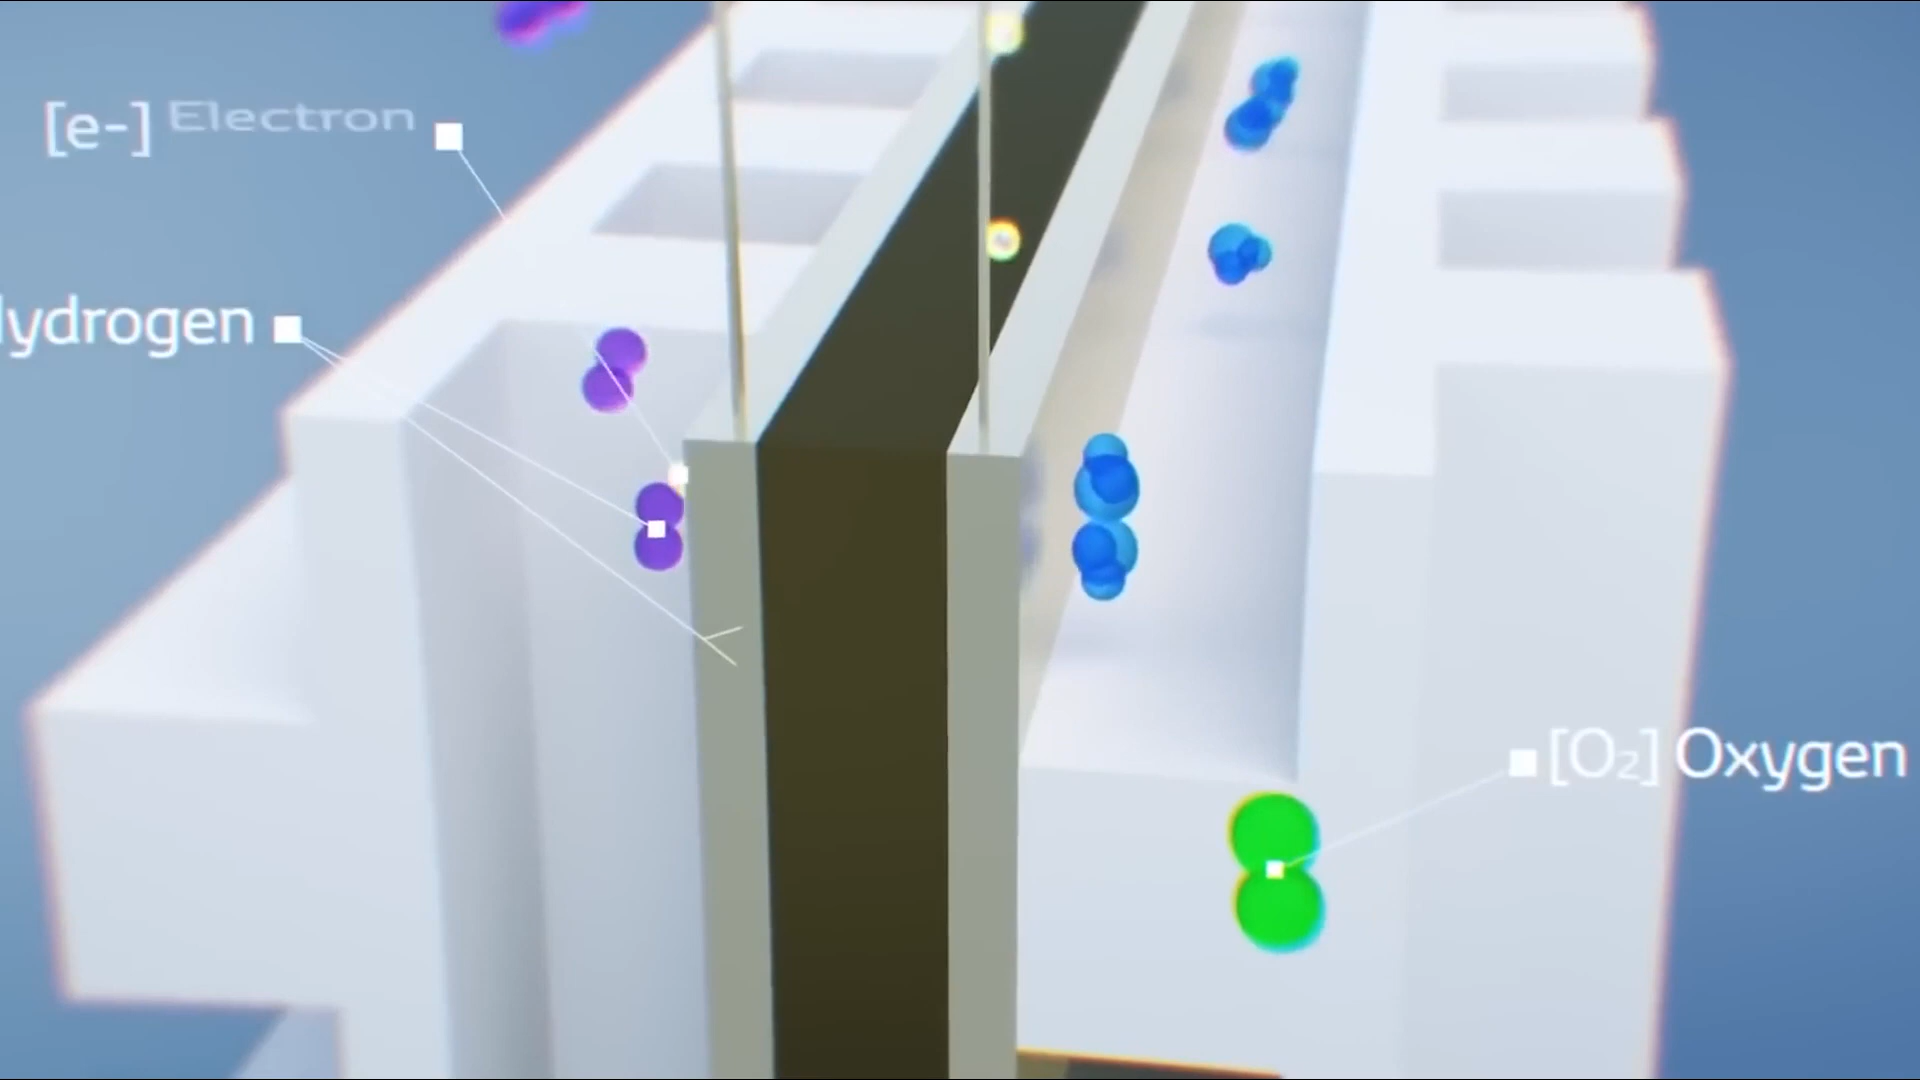 [e-] Electron
ydrogen
[O₂] Oxygen